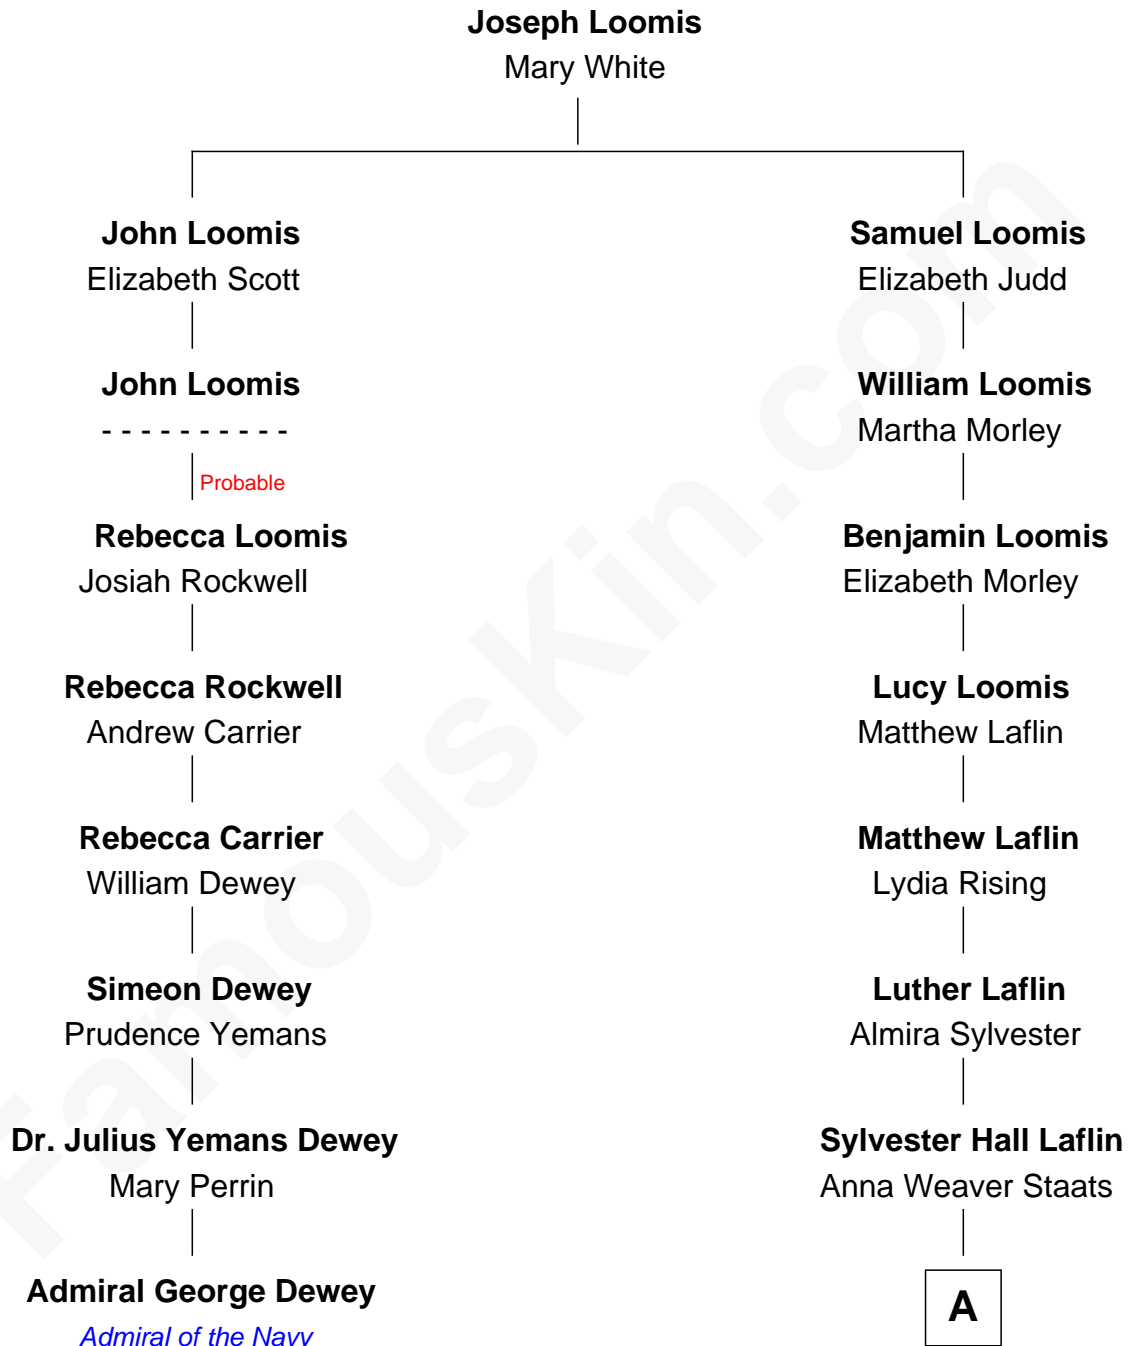 Joseph Loomis
Mary White
John Loomis
Elizabeth Scott
John Loomis
- - - - - - - - - -
Probable
Rebecca Loomis
Josiah Rockwell
Rebecca Rockwell
Andrew Carrier
Rebecca Carrier
William Dewey
Simeon Dewey
Prudence Yemans
Dr. Julius Yemans Dewey
Mary Perrin
Admiral George Dewey
Admiral of the Navy
Samuel Loomis
Elizabeth Judd
William Loomis
Martha Morley
Benjamin Loomis
Elizabeth Morley
Lucy Loomis
Matthew Laflin
Matthew Laflin
Lydia Rising
Luther Laflin
Almira Sylvester
Sylvester Hall Laflin
Anna Weaver Staats
A
FamousKin.com